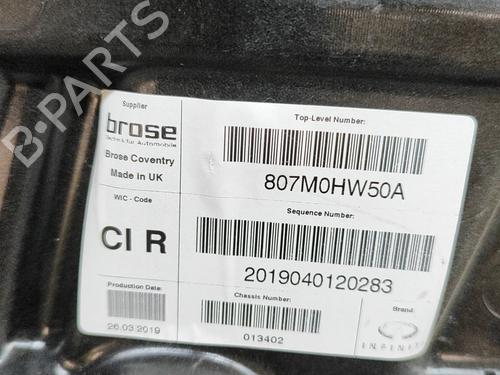 B-PARTS
Supplier
brose
Technik für Automobile
Brose Coventry
Made in UK
Top-Level Number:
807M0HW50A
WIC - Code
CI R
Sequence Number:
2019040120283
Production Date:
26.03.2019
Chassis Number:
013402
Brand:
INFINITI